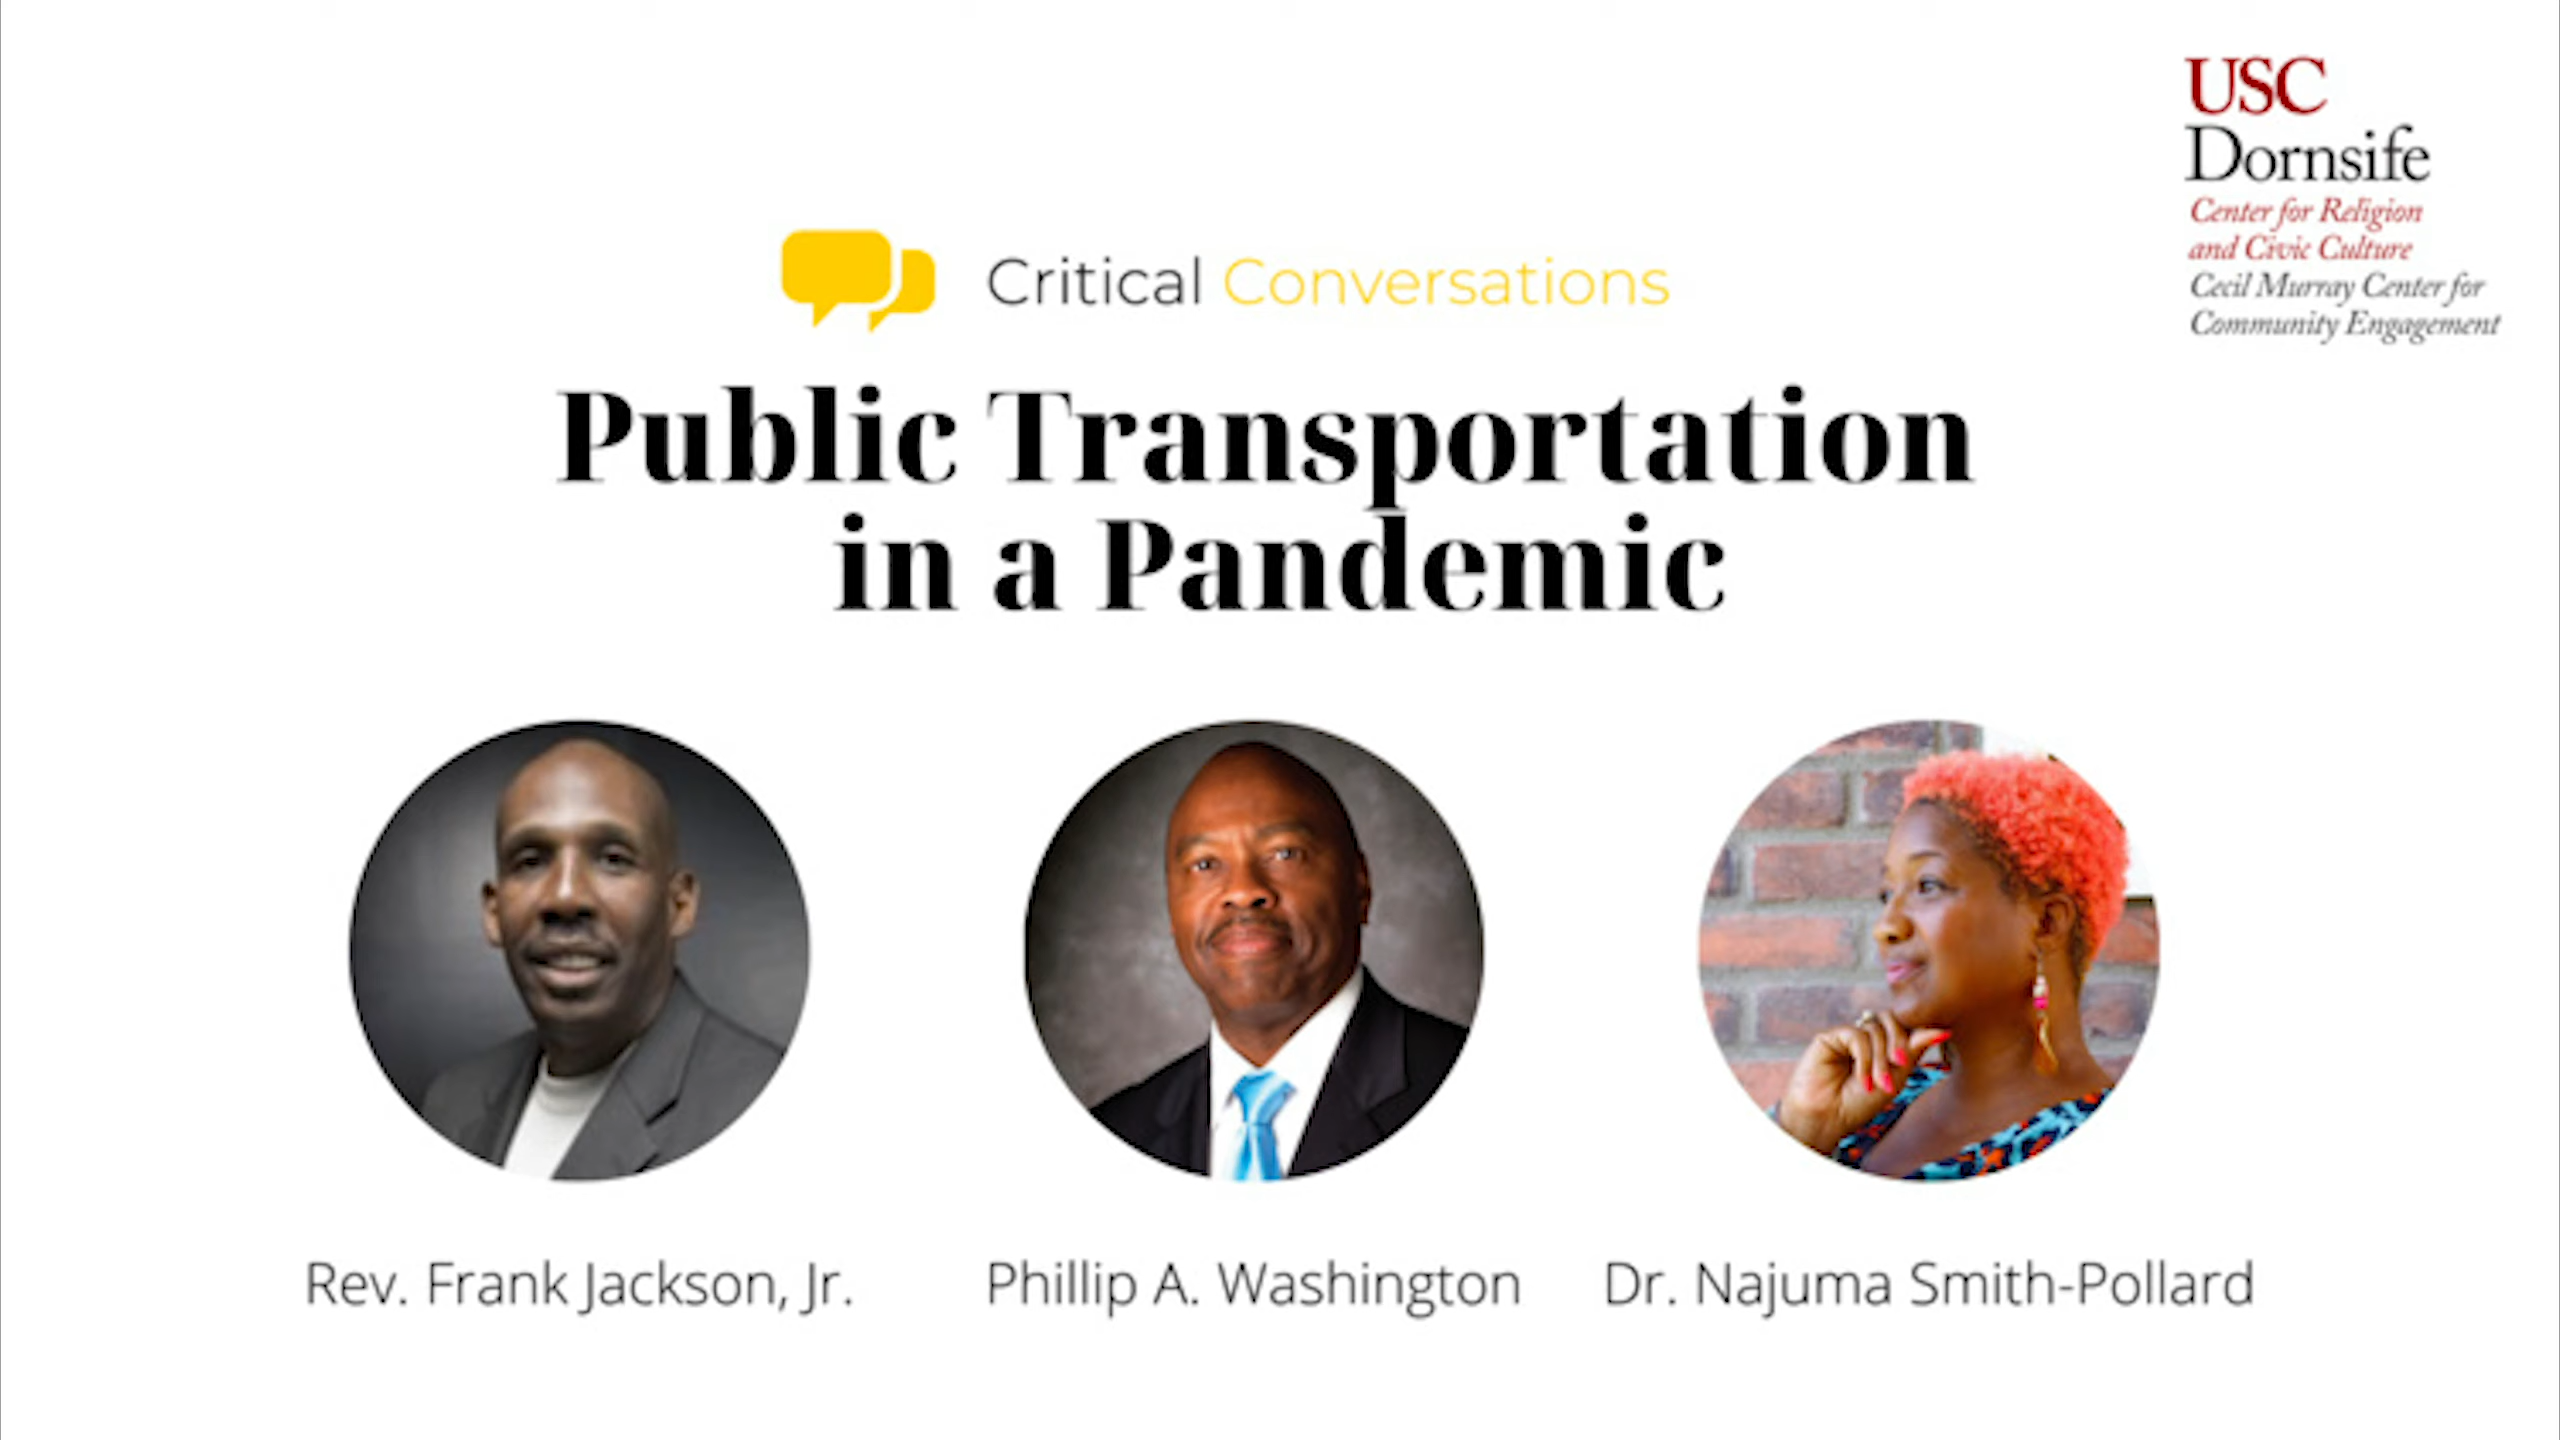 USC
Dornsife
Center for Religion
and Civic Culture
Cecil Murray Center for
Community Engagement
Critical Conversations
Public Transportation
in a Pandemic
Rev. Frank Jackson, Jr.
Phillip A. Washington
Dr. Najuma Smith-Pollard